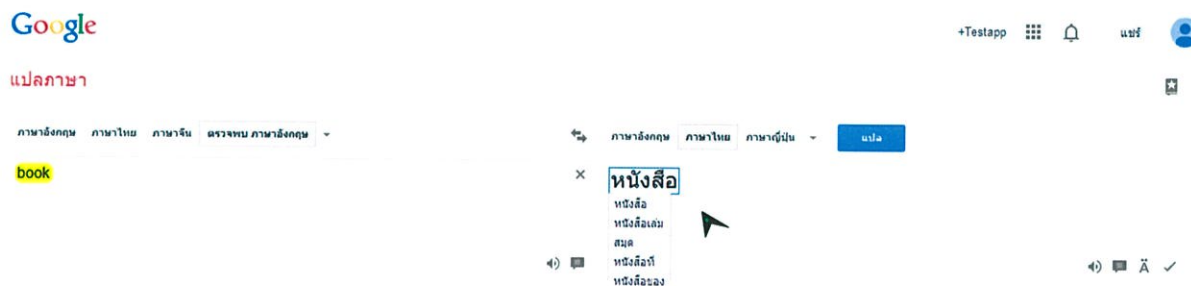 Google
+Testapp แชร์
แปลภาษา
ภาษาอังกฤษ ภาษาไทย ภาษาจีน ตรวจพบ ภาษาอังกฤษ
ภาษาอังกฤษ ภาษาไทย ภาษาญี่ปุ่น แปล
book
หนังสือ
หนังสือ
หนังสือเล่ม
สมุด
หนังสือที่
หนังสือของ
Ä